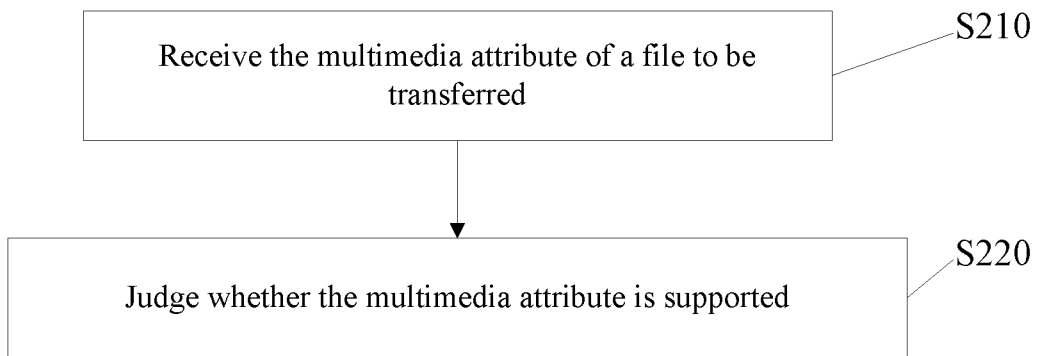 Receive the multimedia attribute of a file to be
transferred
S210
Judge whether the multimedia attribute is supported
S220